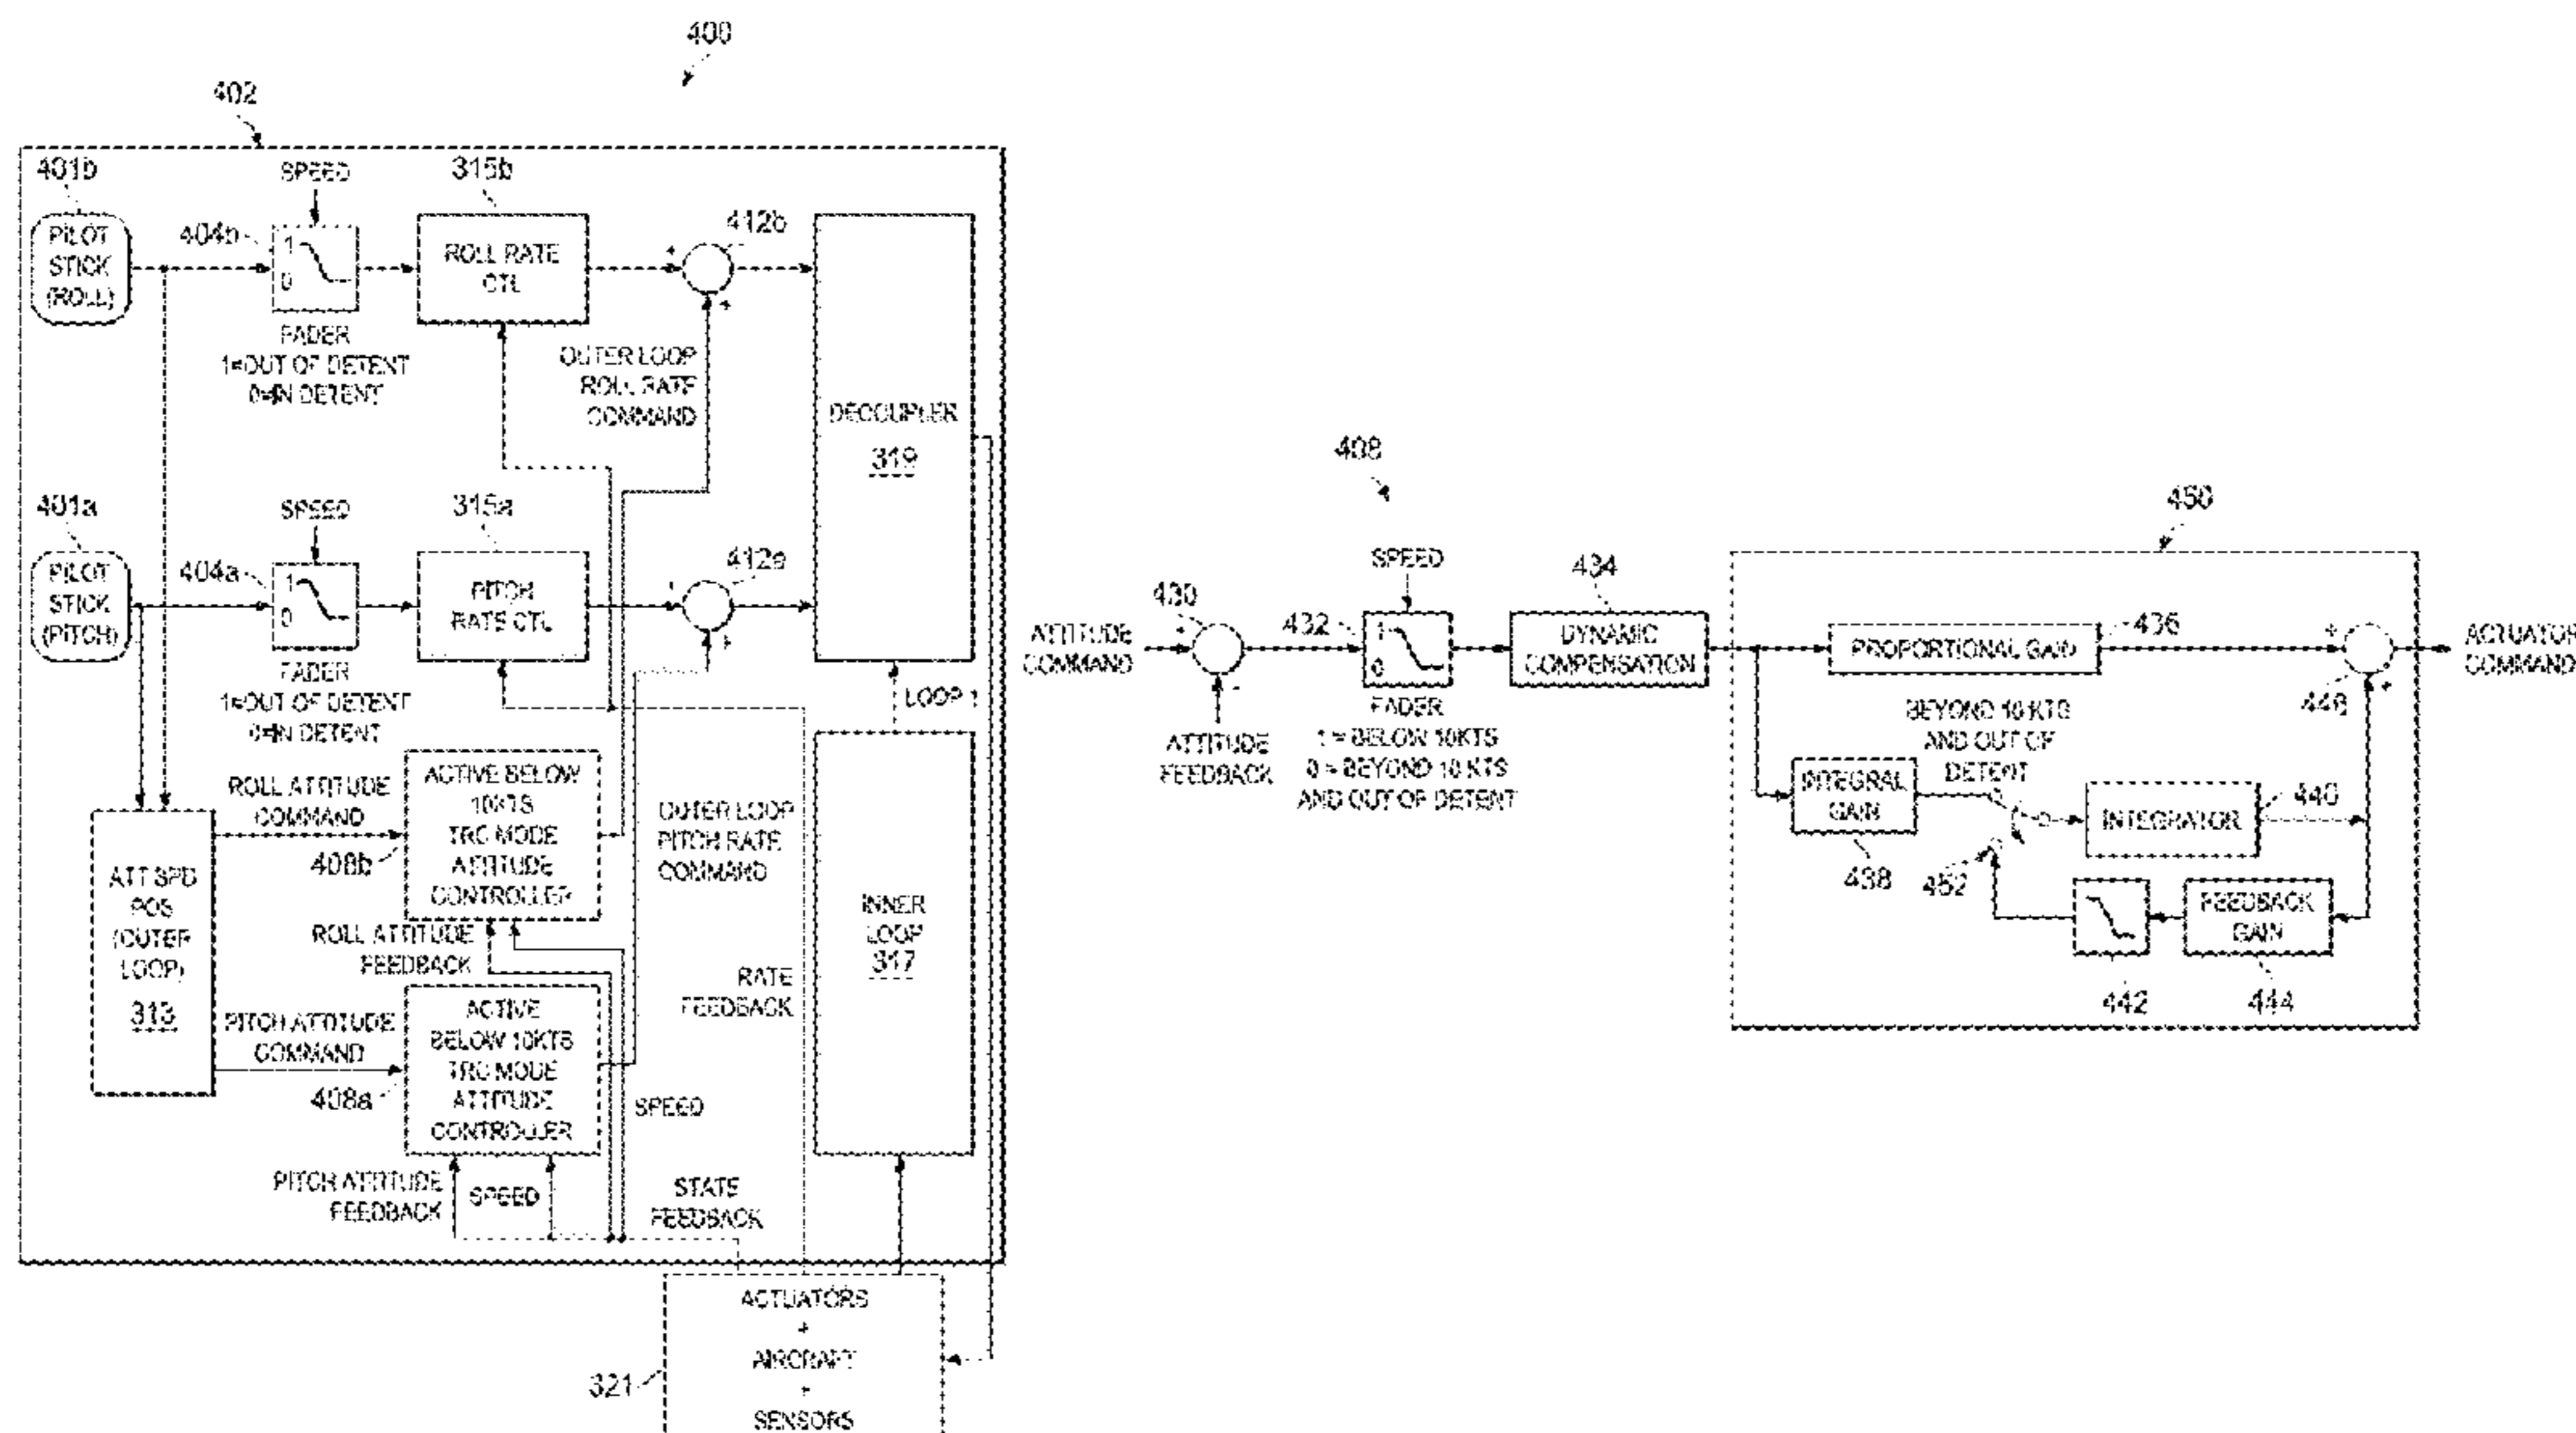 400
402
401b
PILOT
STICK
(ROLL)
SPEED
404b
1
0
FADER
1=OUT OF DETENT
0=IN DETENT
315b
ROLL RATE
CTL
+
412b
+
OUTER LOOP
ROLL RATE
COMMAND
DECOUPLER
319
401a
PILOT
STICK
(PITCH)
SPEED
404a
1
0
FADER
1=OUT OF DETENT
0=IN DETENT
315a
PITCH
RATE CTL
+
412a
+
LOOP 1
ATT SPD
POS
(OUTER
LOOP)
313
ROLL ATTITUDE
COMMAND
408b
ACTIVE BELOW
10KTS
TRC MODE
ATTITUDE
CONTROLLER
ROLL ATTITUDE
FEEDBACK
OUTER LOOP
PITCH RATE
COMMAND
PITCH ATTITUDE
COMMAND
408a
ACTIVE
BELOW 10KTS
TRC MODE
ATTITUDE
CONTROLLER
PITCH ATTITUDE
FEEDBACK
SPEED
SPEED
RATE
FEEDBACK
STATE
FEEDBACK
INNER
LOOP
317
321
ACTUATORS
+
AIRCRAFT
+
SENSORS
408
ATTITUDE
COMMAND
430
+
-
ATTITUDE
FEEDBACK
SPEED
432
1
0
FADER
1 = BELOW 10KTS
0 = BEYOND 10 KTS
AND OUT OF DETENT
434
DYNAMIC
COMPENSATION
450
PROPORTIONAL GAIN
436
+
446
+
ACTUATOR
COMMAND
BEYOND 10 KTS
AND OUT OF
DETENT
INTEGRAL
GAIN
438
452
INTEGRATOR
440
442
FEEDBACK
GAIN
444